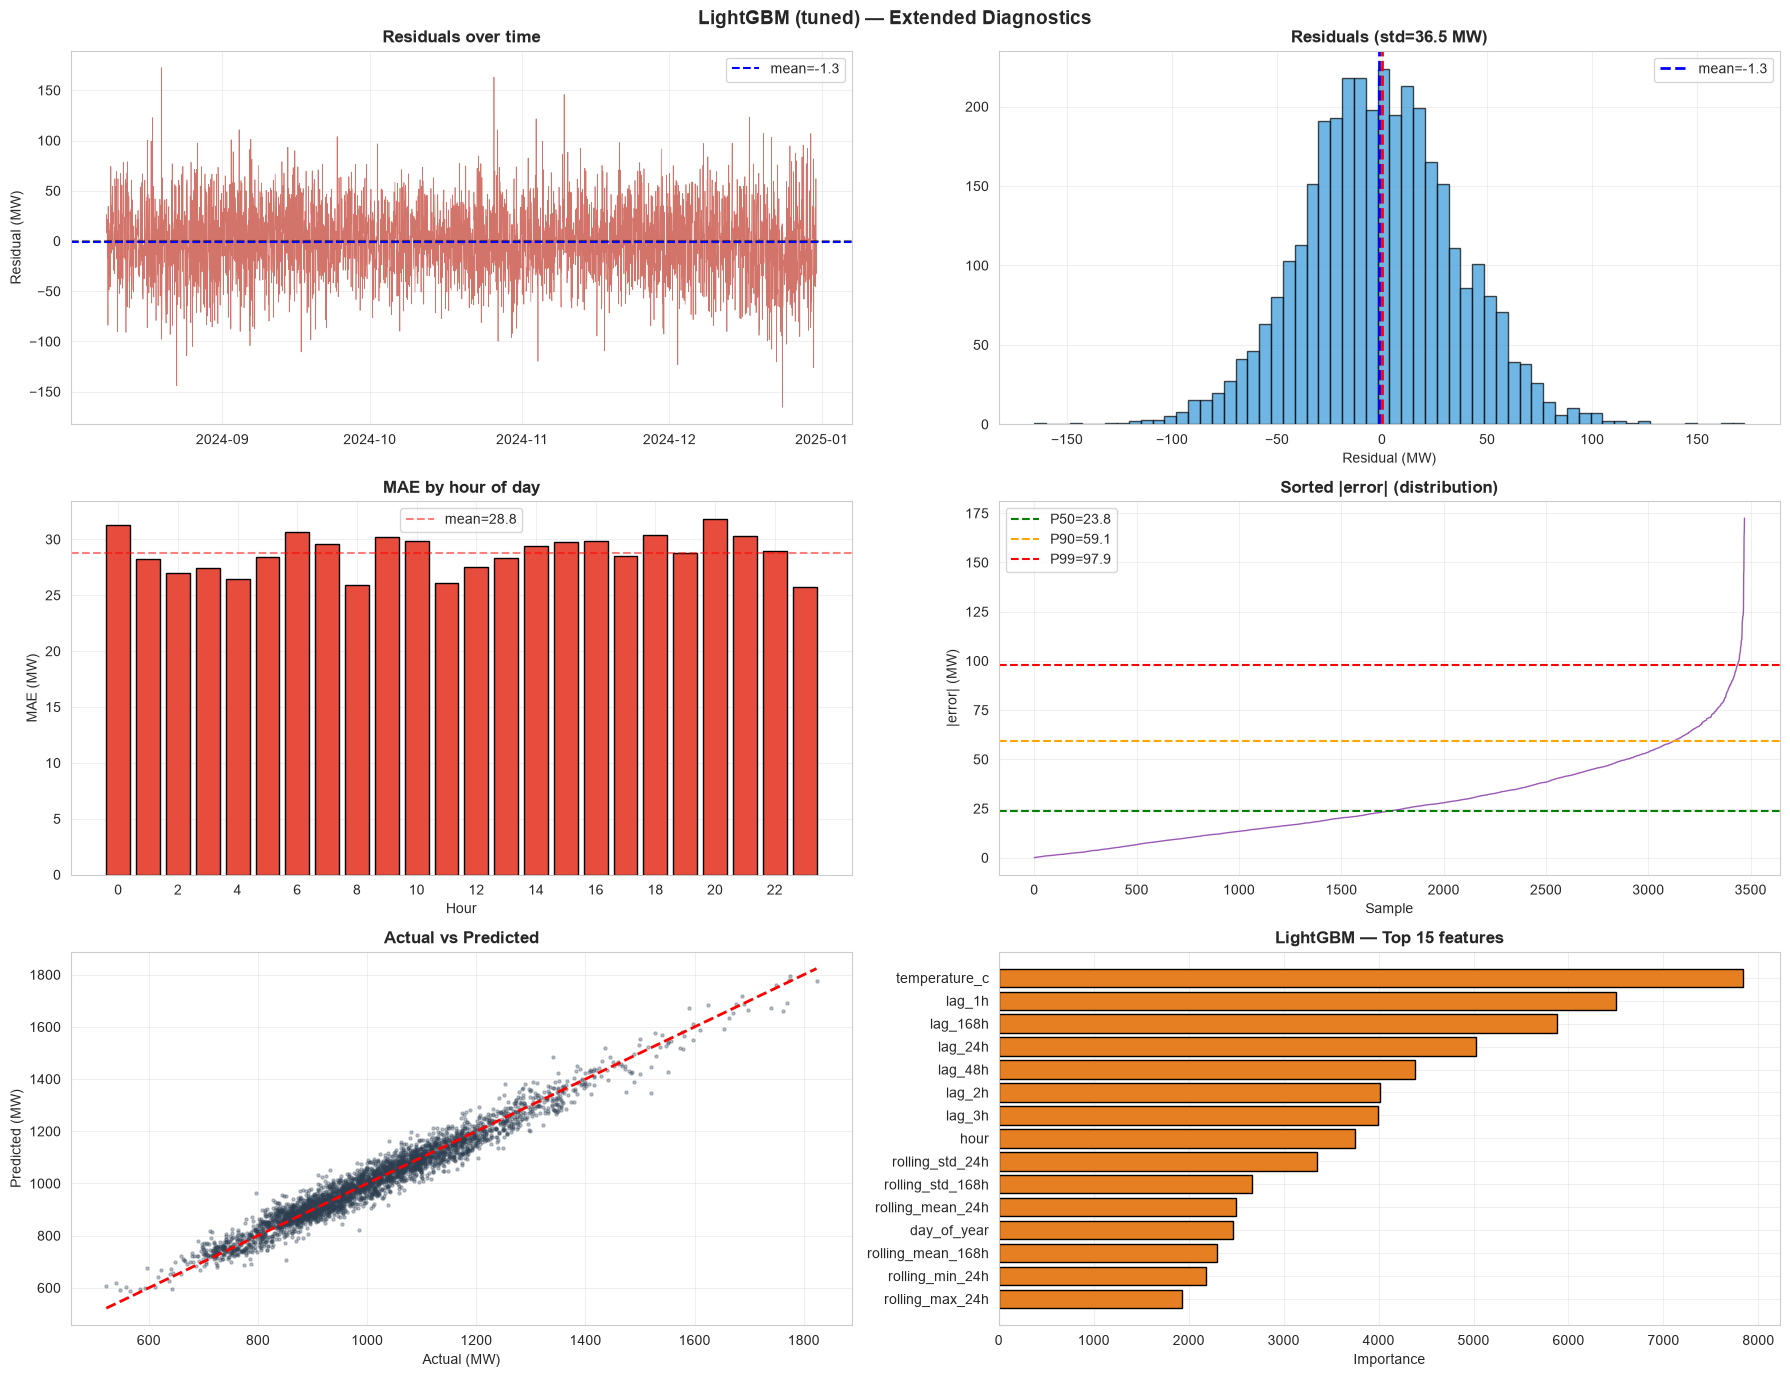 LightGBM (tuned) — Extended Diagnostics
Residuals over time
mean=-1.3
Residual (MW)
150
100
50
0
−50
−100
−150
2024-09
2024-10
2024-11
2024-12
2025-01
Residuals (std=36.5 MW)
mean=-1.3
200
150
100
50
0
−150
−100
−50
0
50
100
150
Residual (MW)
MAE by hour of day
mean=28.8
MAE (MW)
30
25
20
15
10
5
0
0
2
4
6
8
10
12
14
16
18
20
22
Hour
Sorted |error| (distribution)
P50=23.8
P90=59.1
P99=97.9
|error| (MW)
175
150
125
100
75
50
25
0
0
500
1000
1500
2000
2500
3000
3500
Sample
Actual vs Predicted
Predicted (MW)
1800
1600
1400
1200
1000
800
600
600
800
1000
1200
1400
1600
1800
Actual (MW)
LightGBM — Top 15 features
temperature_c
lag_1h
lag_168h
lag_24h
lag_48h
lag_2h
lag_3h
hour
rolling_std_24h
rolling_std_168h
rolling_mean_24h
day_of_year
rolling_mean_168h
rolling_min_24h
rolling_max_24h
0
1000
2000
3000
4000
5000
6000
7000
8000
Importance